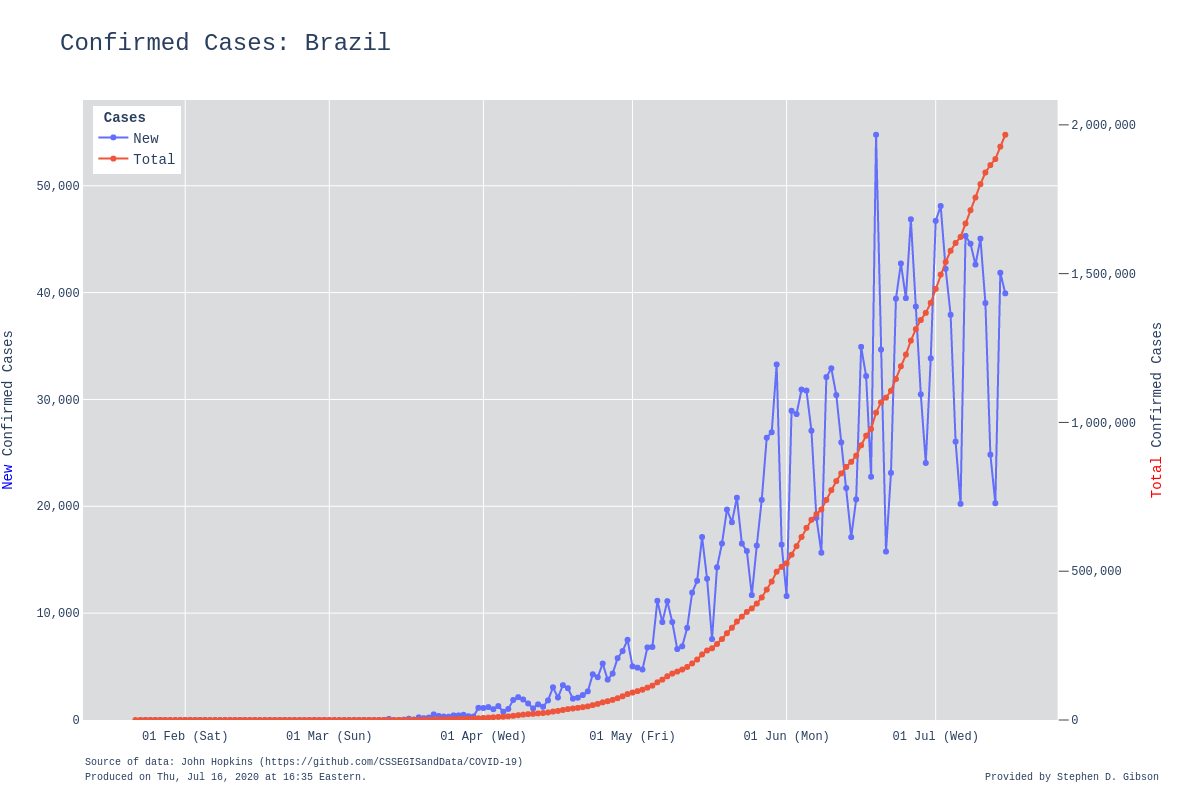 Confirmed Cases: Brazil
Cases
New
Total
50,000
40,000
30,000
20,000
10,000
0
New Confirmed Cases
2,000,000
1,500,000
1,000,000
500,000
0
Total Confirmed Cases
01 Feb (Sat) 01 Mar (Sun) 01 Apr (Wed) 01 May (Fri) 01 Jun (Mon) 01 Jul (Wed)
Source of data: John Hopkins (https://github.com/CSSEGISandData/COVID-19)
Produced on Thu, Jul 16, 2020 at 16:35 Eastern.
Provided by Stephen D. Gibson